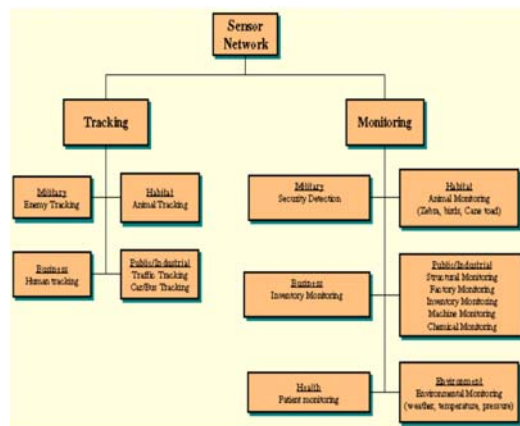 Sensor
Network
Tracking
Monitoring
Military
Enemy Tracking
Habitat
Animal Tracking
Business
Human tracking
Public/Industrial
Traffic Tracking
Car/Bus Tracking
Military
Security Detection
Habitat
Animal Monitoring
(Zebra, birds, Cane toad)
Business
Inventory Monitoring
Public/Industrial
Structural Monitoring
Factory Monitoring
Inventory Monitoring
Machine Monitoring
Chemical Monitoring
Health
Patient monitoring
Environment
Environmental Monitoring
(weather, temperature, pressure)